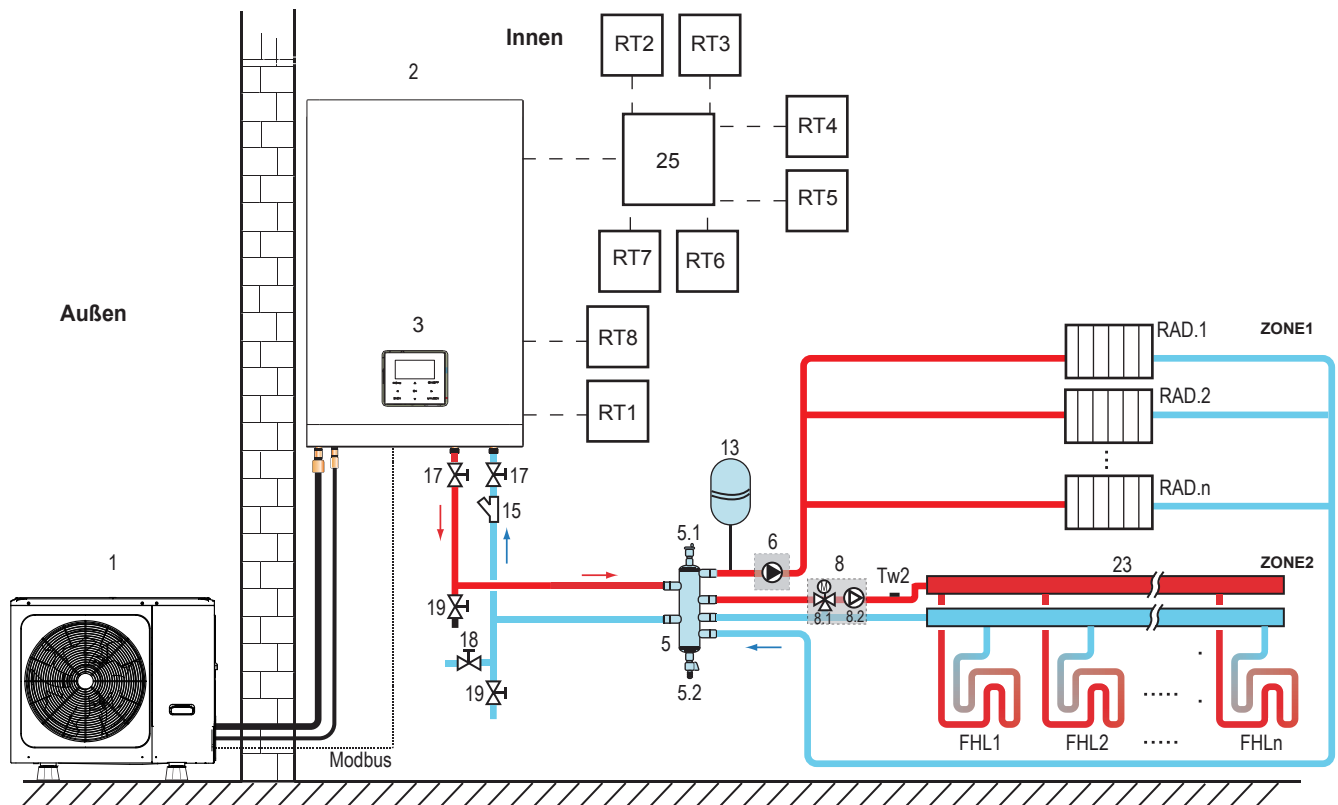 Innen
RT2
RT3
2
RT4
25
RT5
RT7
RT6
Außen
3
RT8
RT1
RAD.1
ZONE1
RAD.2
RAD.n
17
17
13
15
1
5.1
6
8
M
Tw2
23
ZONE2
8.1
8.2
19
18
5
5.2
19
FHL1
FHL2
FHLn
Modbus